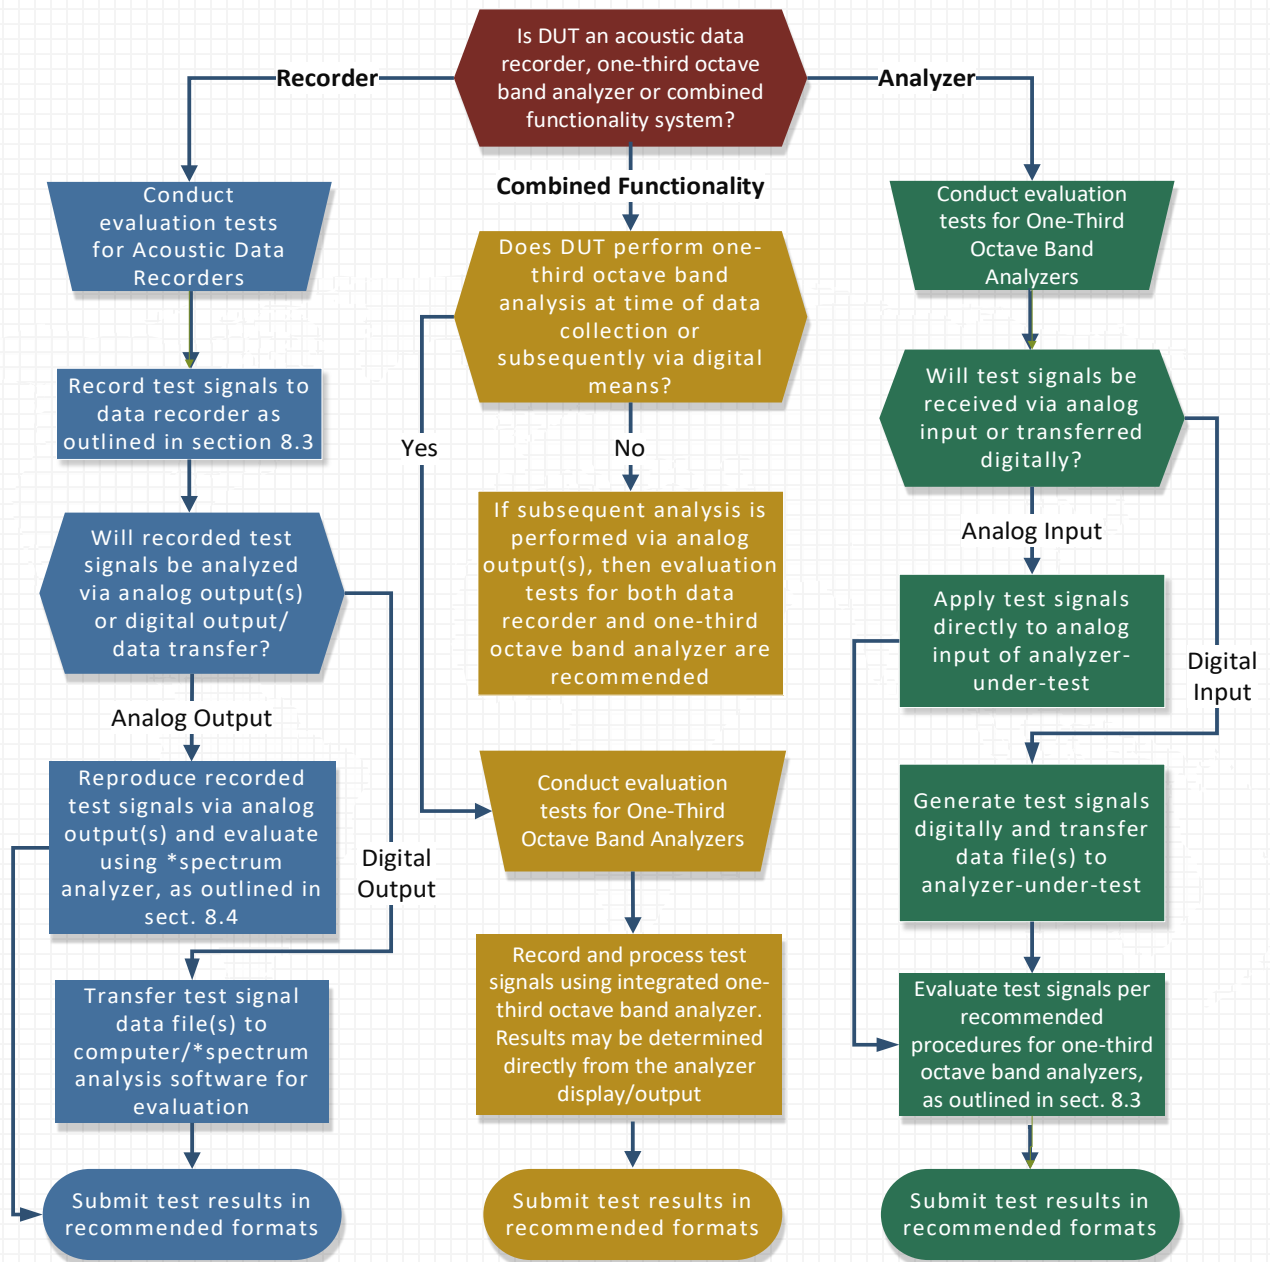 Is DUT an acoustic data
recorder, one-third octave
band analyzer or combined
functionality system?
Recorder
Analyzer
Combined Functionality
Conduct
evaluation tests
for Acoustic Data
Recorders
Record test signals to
data recorder as
outlined in section 8.3
Will recorded test
signals be analyzed
via analog output(s)
or digital output/
data transfer?
Analog Output
Digital
Output
Reproduce recorded
test signals via analog
output(s) and evaluate
using *spectrum
analyzer, as outlined in
sect. 8.4
Transfer test signal
data file(s) to
computer/*spectrum
analysis software for
evaluation
Submit test results in
recommended formats
Does DUT perform one-
third octave band
analysis at time of data
collection or
subsequently via digital
means?
Yes
No
If subsequent analysis is
performed via analog
output(s), then evaluation
tests for both data
recorder and one-third
octave band analyzer are
recommended
Conduct evaluation
tests for One-Third
Octave Band Analyzers
Record and process test
signals using integrated one-
third octave band analyzer.
Results may be determined
directly from the analyzer
display/output
Submit test results in
recommended formats
Conduct evaluation
tests for One-Third
Octave Band
Analyzers
Will test signals be
received via analog
input or transferred
digitally?
Analog Input
Digital
Input
Apply test signals
directly to analog
input of analyzer-
under-test
Generate test signals
digitally and transfer
data file(s) to
analyzer-under-test
Evaluate test signals per
recommended
procedures for one-third
octave band analyzers,
as outlined in sect. 8.3
Submit test results in
recommended formats